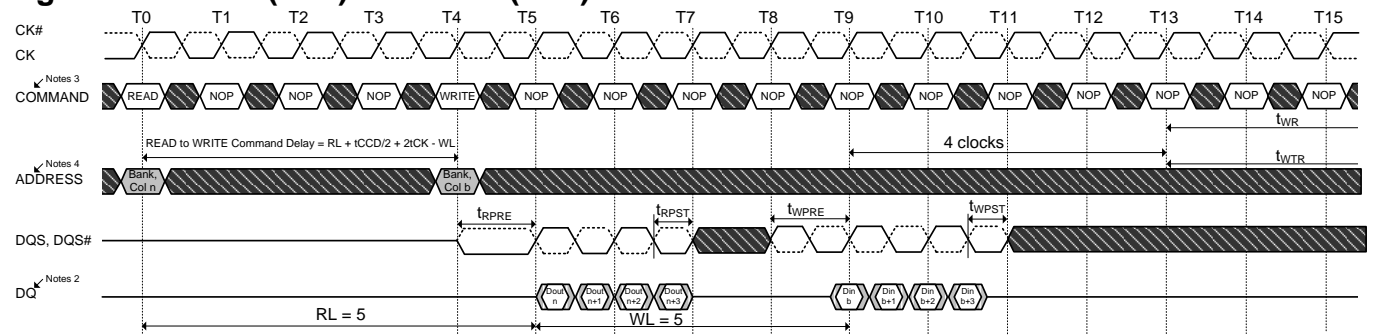 T0 T1 T2 T3 T4 T5 T6 T7 T8 T9 T10 T11 T12 T13 T14 T15
CK#
CK
Notes 3
COMMAND READ NOP NOP NOP WRITE NOP NOP NOP NOP NOP NOP NOP NOP NOP NOP NOP
tWR
READ to WRITE Command Delay = RL + tCCD/2 + 2tCK - WL
4 clocks
tWTR
Notes 4
ADDRESS
Bank, Col n
Bank, Col b
tRPRE tRPST tWPRE tWPST
DQS, DQS#
Notes 2
DQ
Dout n
Dout n+1
Dout n+2
Dout n+3
Din b
Din b+1
Din b+2
Din b+3
RL = 5 WL = 5